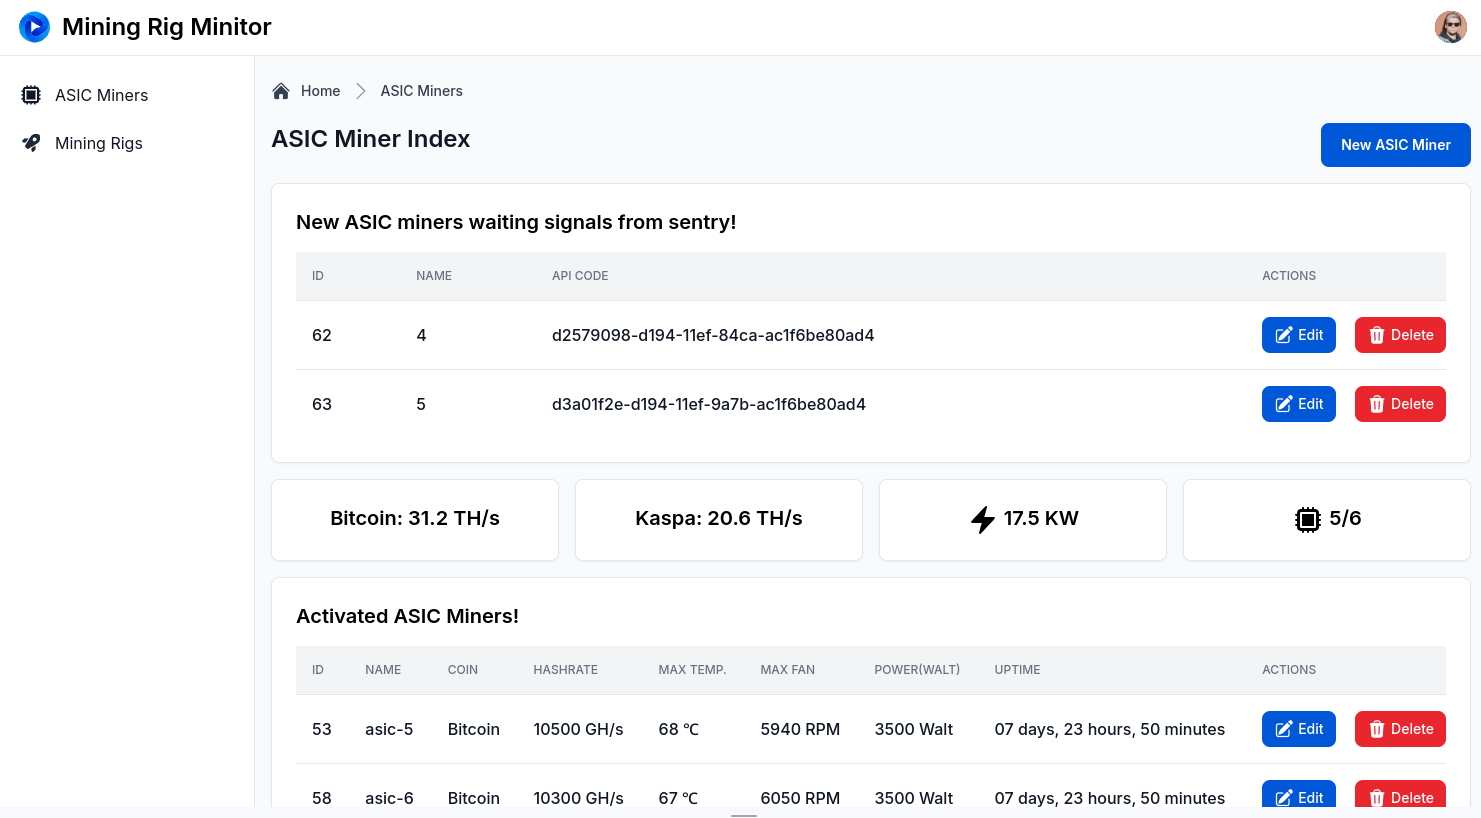 Mining Rig Minitor
ASIC Miners
Mining Rigs
Home ASIC Miners
ASIC Miner Index
New ASIC Miner
New ASIC miners waiting signals from sentry!
ID NAME API CODE ACTIONS
62 4 d2579098-d194-11ef-84ca-ac1f6be80ad4 Edit Delete
63 5 d3a01f2e-d194-11ef-9a7b-ac1f6be80ad4 Edit Delete
Bitcoin: 31.2 TH/s Kaspa: 20.6 TH/s 17.5 KW 5/6
Activated ASIC Miners!
ID NAME COIN HASHRATE MAX TEMP. MAX FAN POWER(WALT) UPTIME ACTIONS
53 asic-5 Bitcoin 10500 GH/s 68 ℃ 5940 RPM 3500 Walt 07 days, 23 hours, 50 minutes Edit Delete
58 asic-6 Bitcoin 10300 GH/s 67 ℃ 6050 RPM 3500 Walt 07 days, 23 hours, 50 minutes Edit Delete